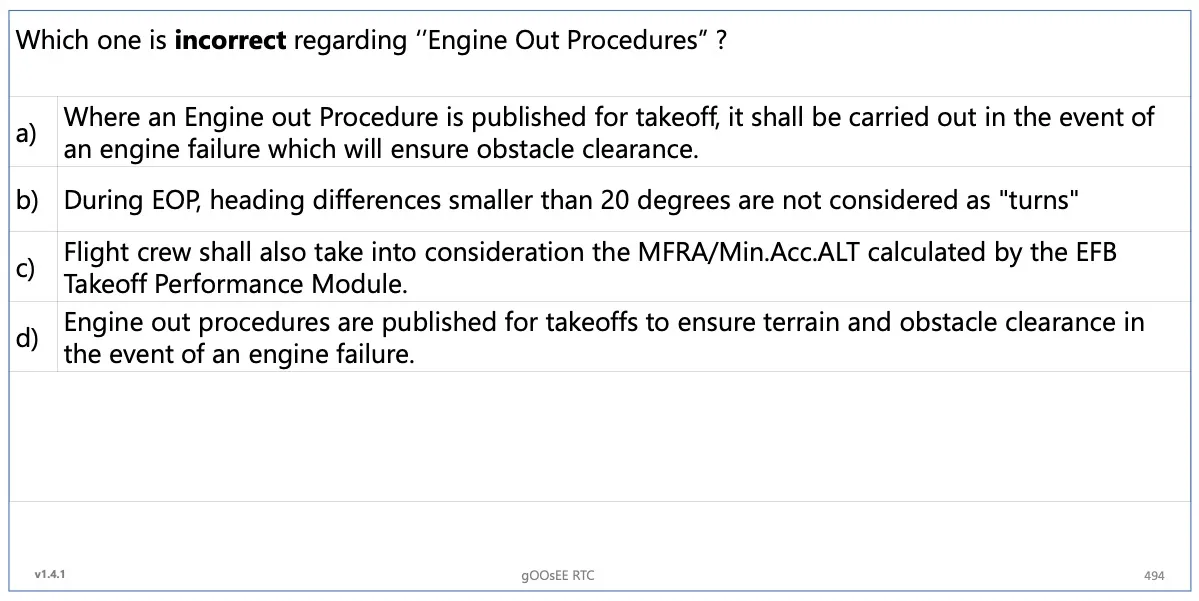 Which one is incorrect regarding ‘‘Engine Out Procedures” ?
a)
Where an Engine out Procedure is published for takeoff, it shall be carried out in the event of
an engine failure which will ensure obstacle clearance.
b) During EOP, heading differences smaller than 20 degrees are not considered as "turns"
c)
Flight crew shall also take into consideration the MFRA/Min.Acc.ALT calculated by the EFB
Takeoff Performance Module.
d)
Engine out procedures are published for takeoffs to ensure terrain and obstacle clearance in
the event of an engine failure.
v1.4.1 gOOsEE RTC 494